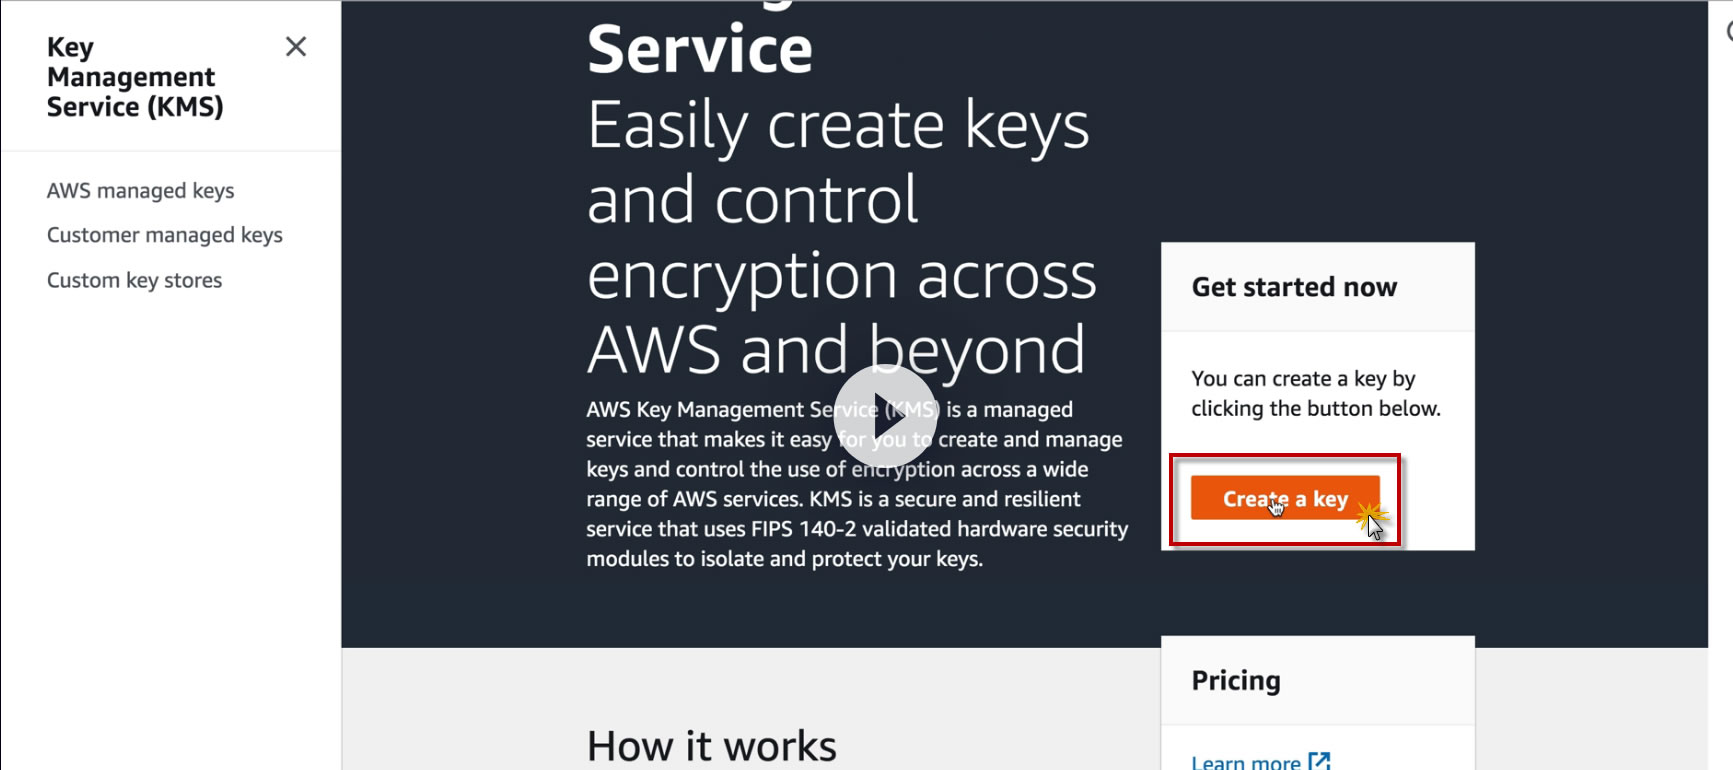 Key
Management
Service (KMS)
AWS managed keys
Customer managed keys
Custom key stores
Service
Easily create keys
and control
encryption across
AWS and beyond
AWS Key Management Service (KMS) is a managed
service that makes it easy for you to create and manage
keys and control the use of encryption across a wide
range of AWS services. KMS is a secure and resilient
service that uses FIPS 140-2 validated hardware security
modules to isolate and protect your keys.
Get started now
You can create a key by
clicking the button below.
Create a key
How it works
Pricing
Learn more